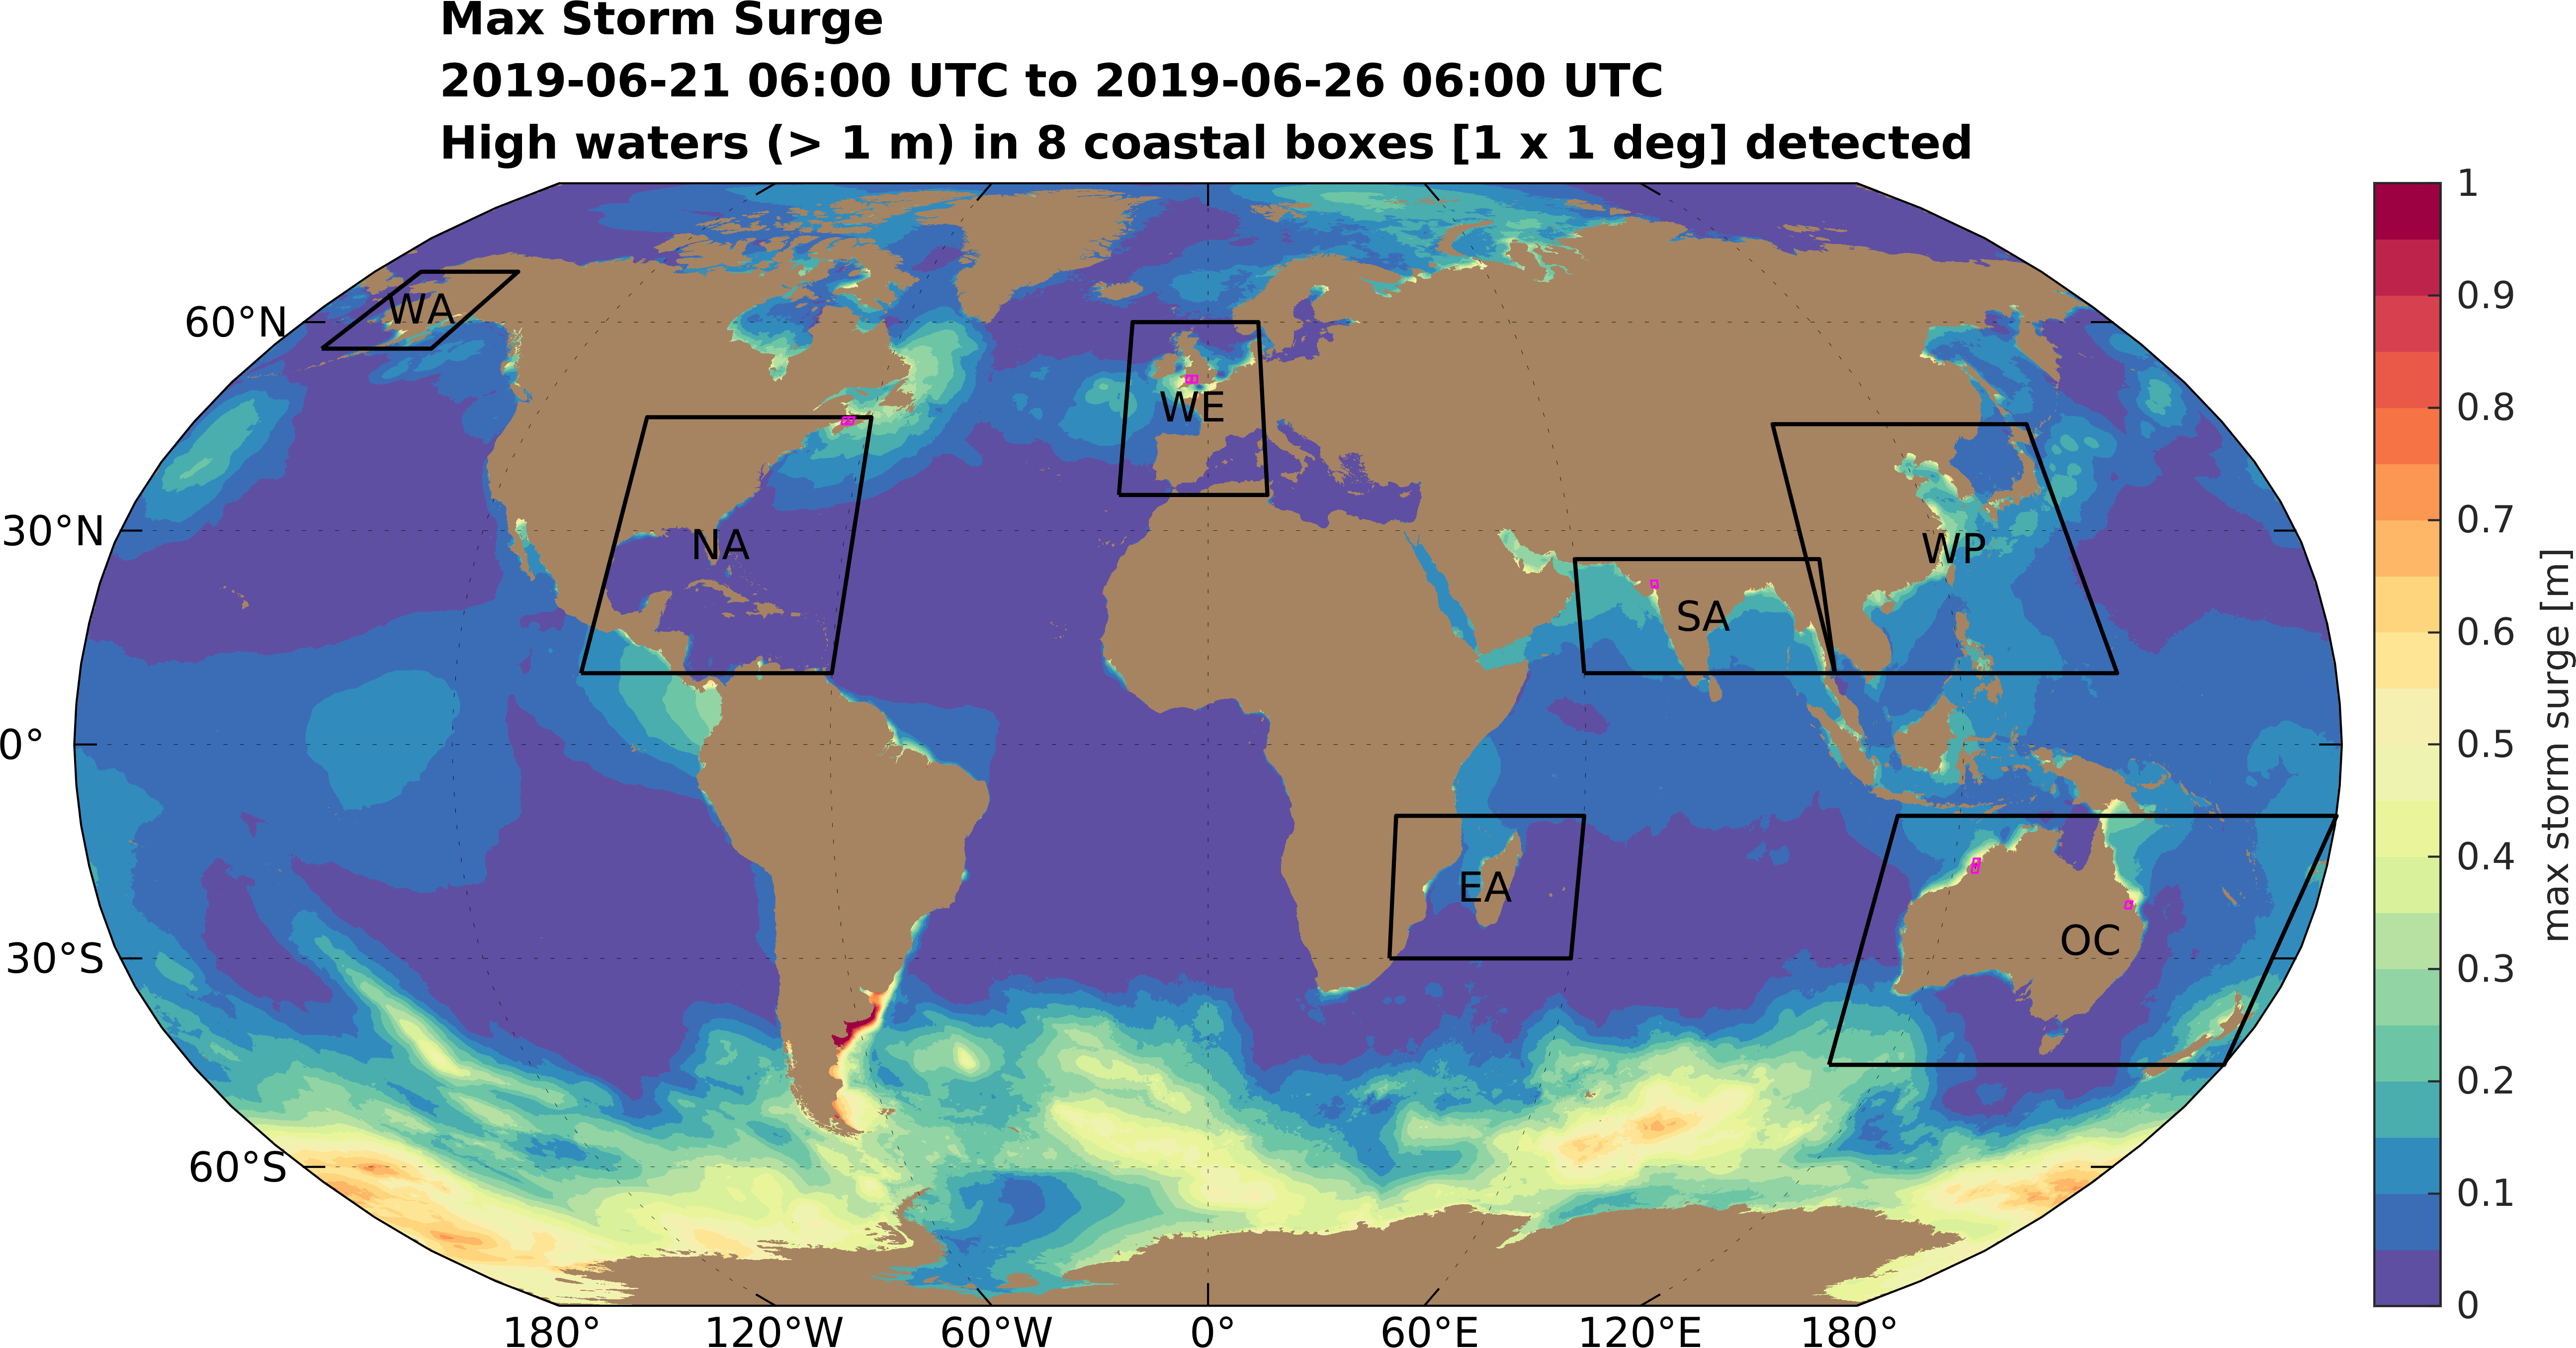 Max Storm Surge
2019-06-21 06:00 UTC to 2019-06-26 06:00 UTC
High waters (> 1 m) in 8 coastal boxes [1 x 1 deg] detected
60°N
30°N
0°
30°S
60°S
WA
NA
WE
SA
WP
EA
OC
180°
120°W
60°W
0°
60°E
120°E
180°
1
0.9
0.8
0.7
0.6
0.5
0.4
0.3
0.2
0.1
0
max storm surge [m]